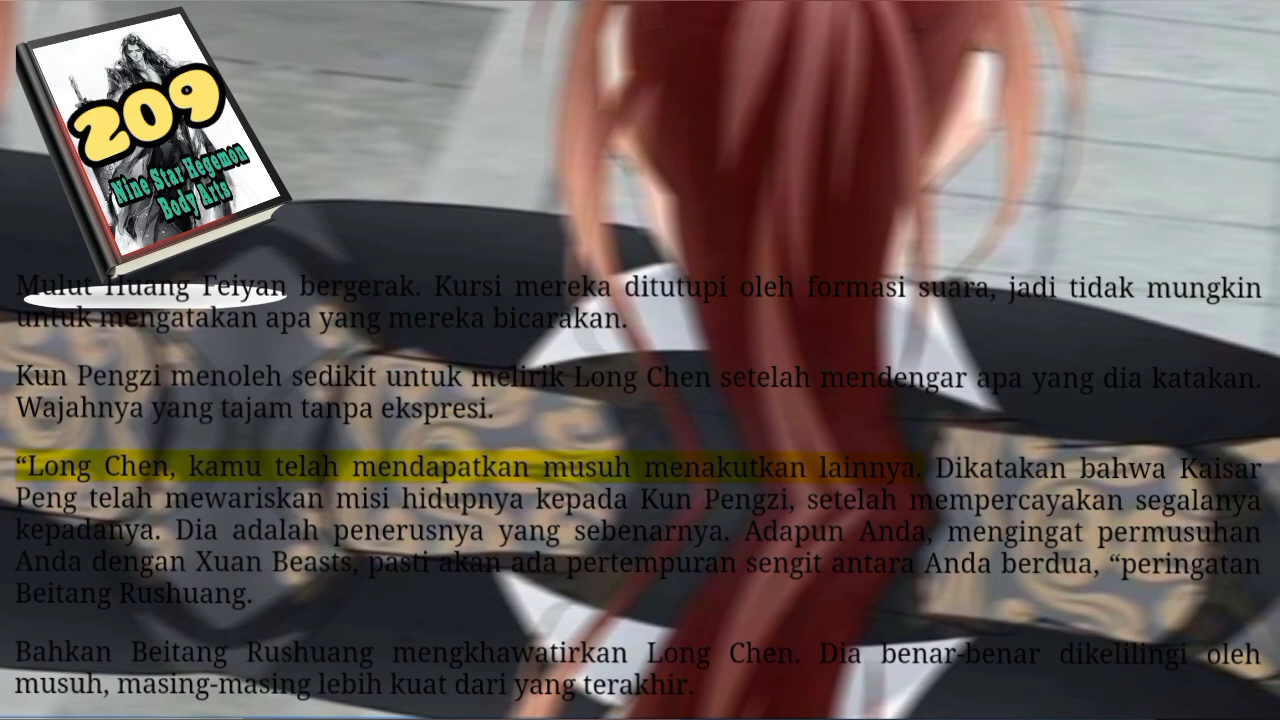 209
Nine Star Hegemon
Body Arts
Mulut Huang Feiyan bergerak. Kursi mereka ditutupi oleh formasi suara, jadi tidak mungkin
untuk mengatakan apa yang mereka bicarakan.
Kun Pengzi menoleh sedikit untuk melirik Long Chen setelah mendengar apa yang dia katakan.
Wajahnya yang tajam tanpa ekspresi.
“Long Chen, kamu telah mendapatkan musuh menakutkan lainnya. Dikatakan bahwa Kaisar
Peng telah mewariskan misi hidupnya kepada Kun Pengzi, setelah mempercayakan segalanya
kepadanya. Dia adalah penerusnya yang sebenarnya. Adapun Anda, mengingat permusuhan
Anda dengan Xuan Beasts, pasti akan ada pertempuran sengit antara Anda berdua, “peringatan
Beitang Rushuang.
Bahkan Beitang Rushuang mengkhawatirkan Long Chen. Dia benar-benar dikelilingi oleh
musuh, masing-masing lebih kuat dari yang terakhir.